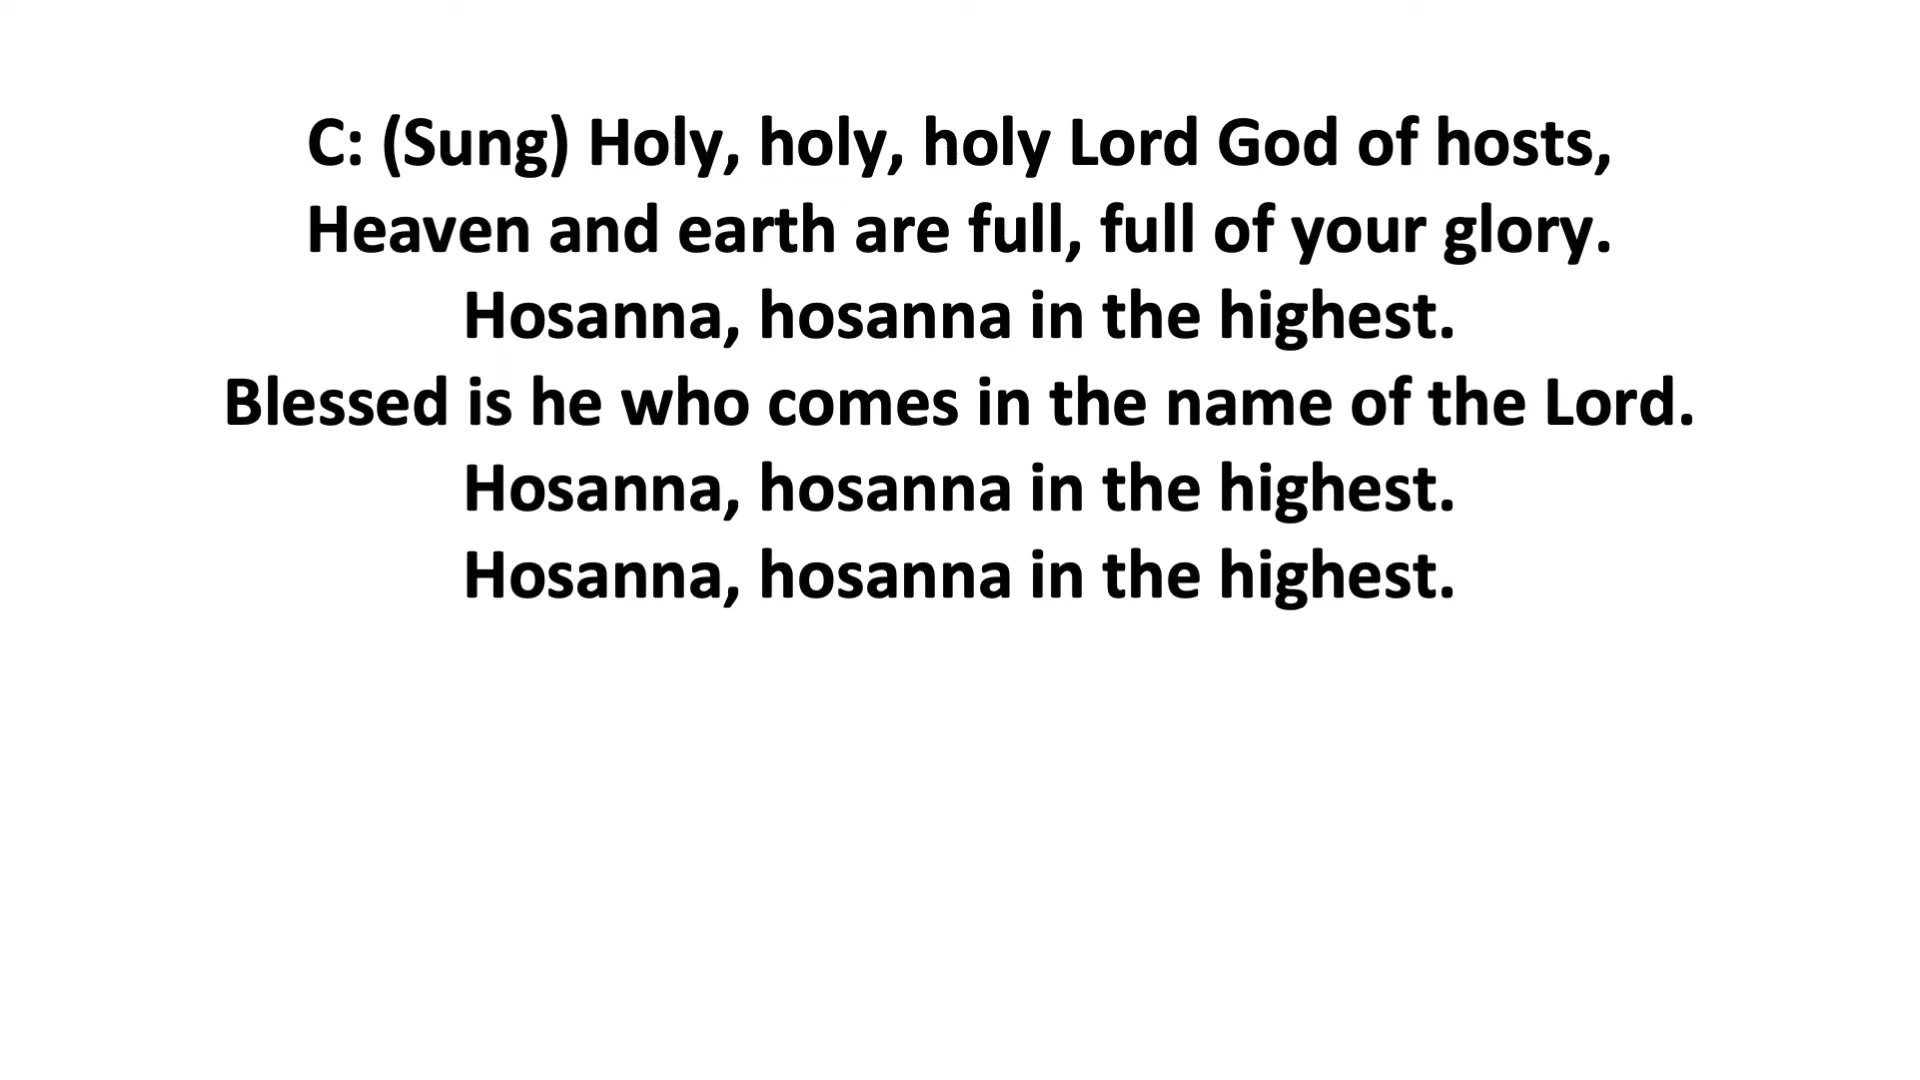 C: (Sung) Holy, holy, holy Lord God of hosts,
Heaven and earth are full, full of your glory.
Hosanna, hosanna in the highest.
Blessed is he who comes in the name of the Lord.
Hosanna, hosanna in the highest.
Hosanna, hosanna in the highest.